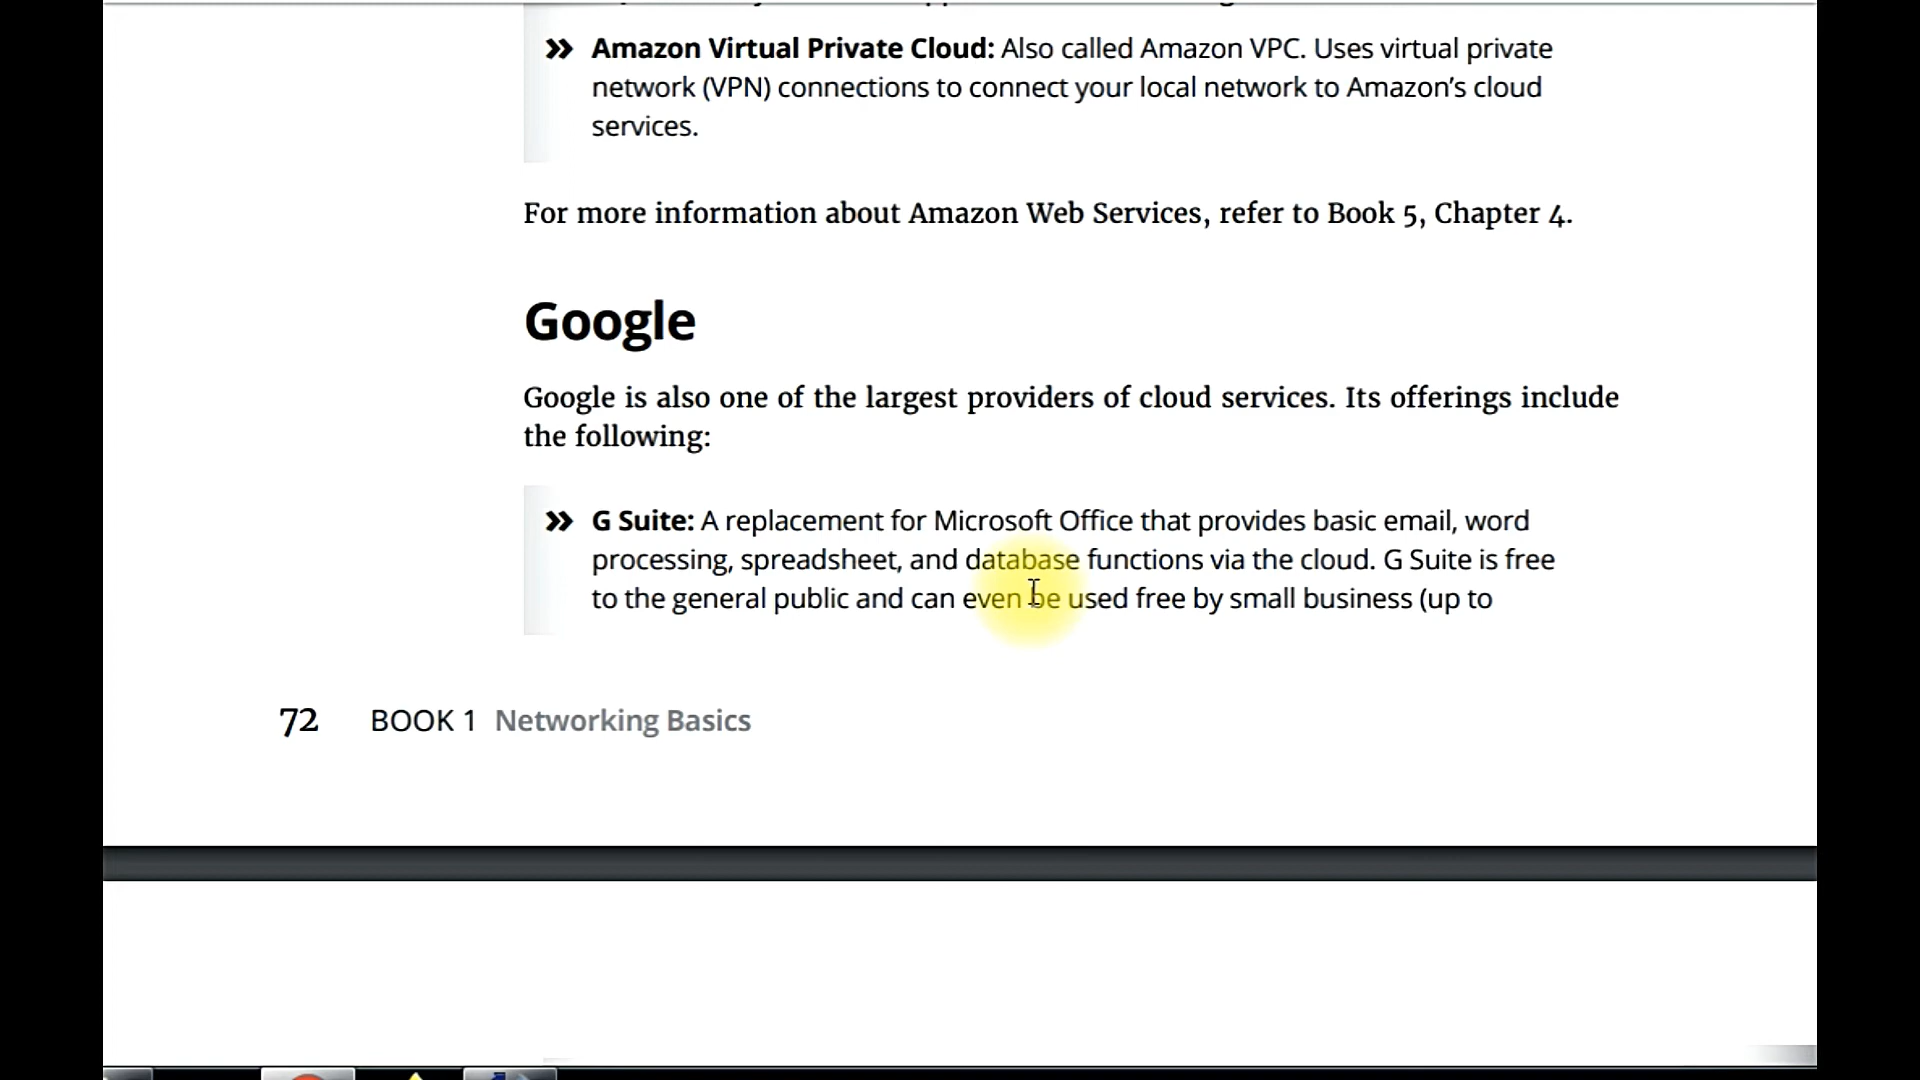 » Amazon Virtual Private Cloud: Also called Amazon VPC. Uses virtual private
network (VPN) connections to connect your local network to Amazon’s cloud
services.
For more information about Amazon Web Services, refer to Book 5, Chapter 4.
Google
Google is also one of the largest providers of cloud services. Its offerings include
the following:
» G Suite: A replacement for Microsoft Office that provides basic email, word
processing, spreadsheet, and database functions via the cloud. G Suite is free
to the general public and can even be used free by small business (up to
72 BOOK 1 Networking Basics